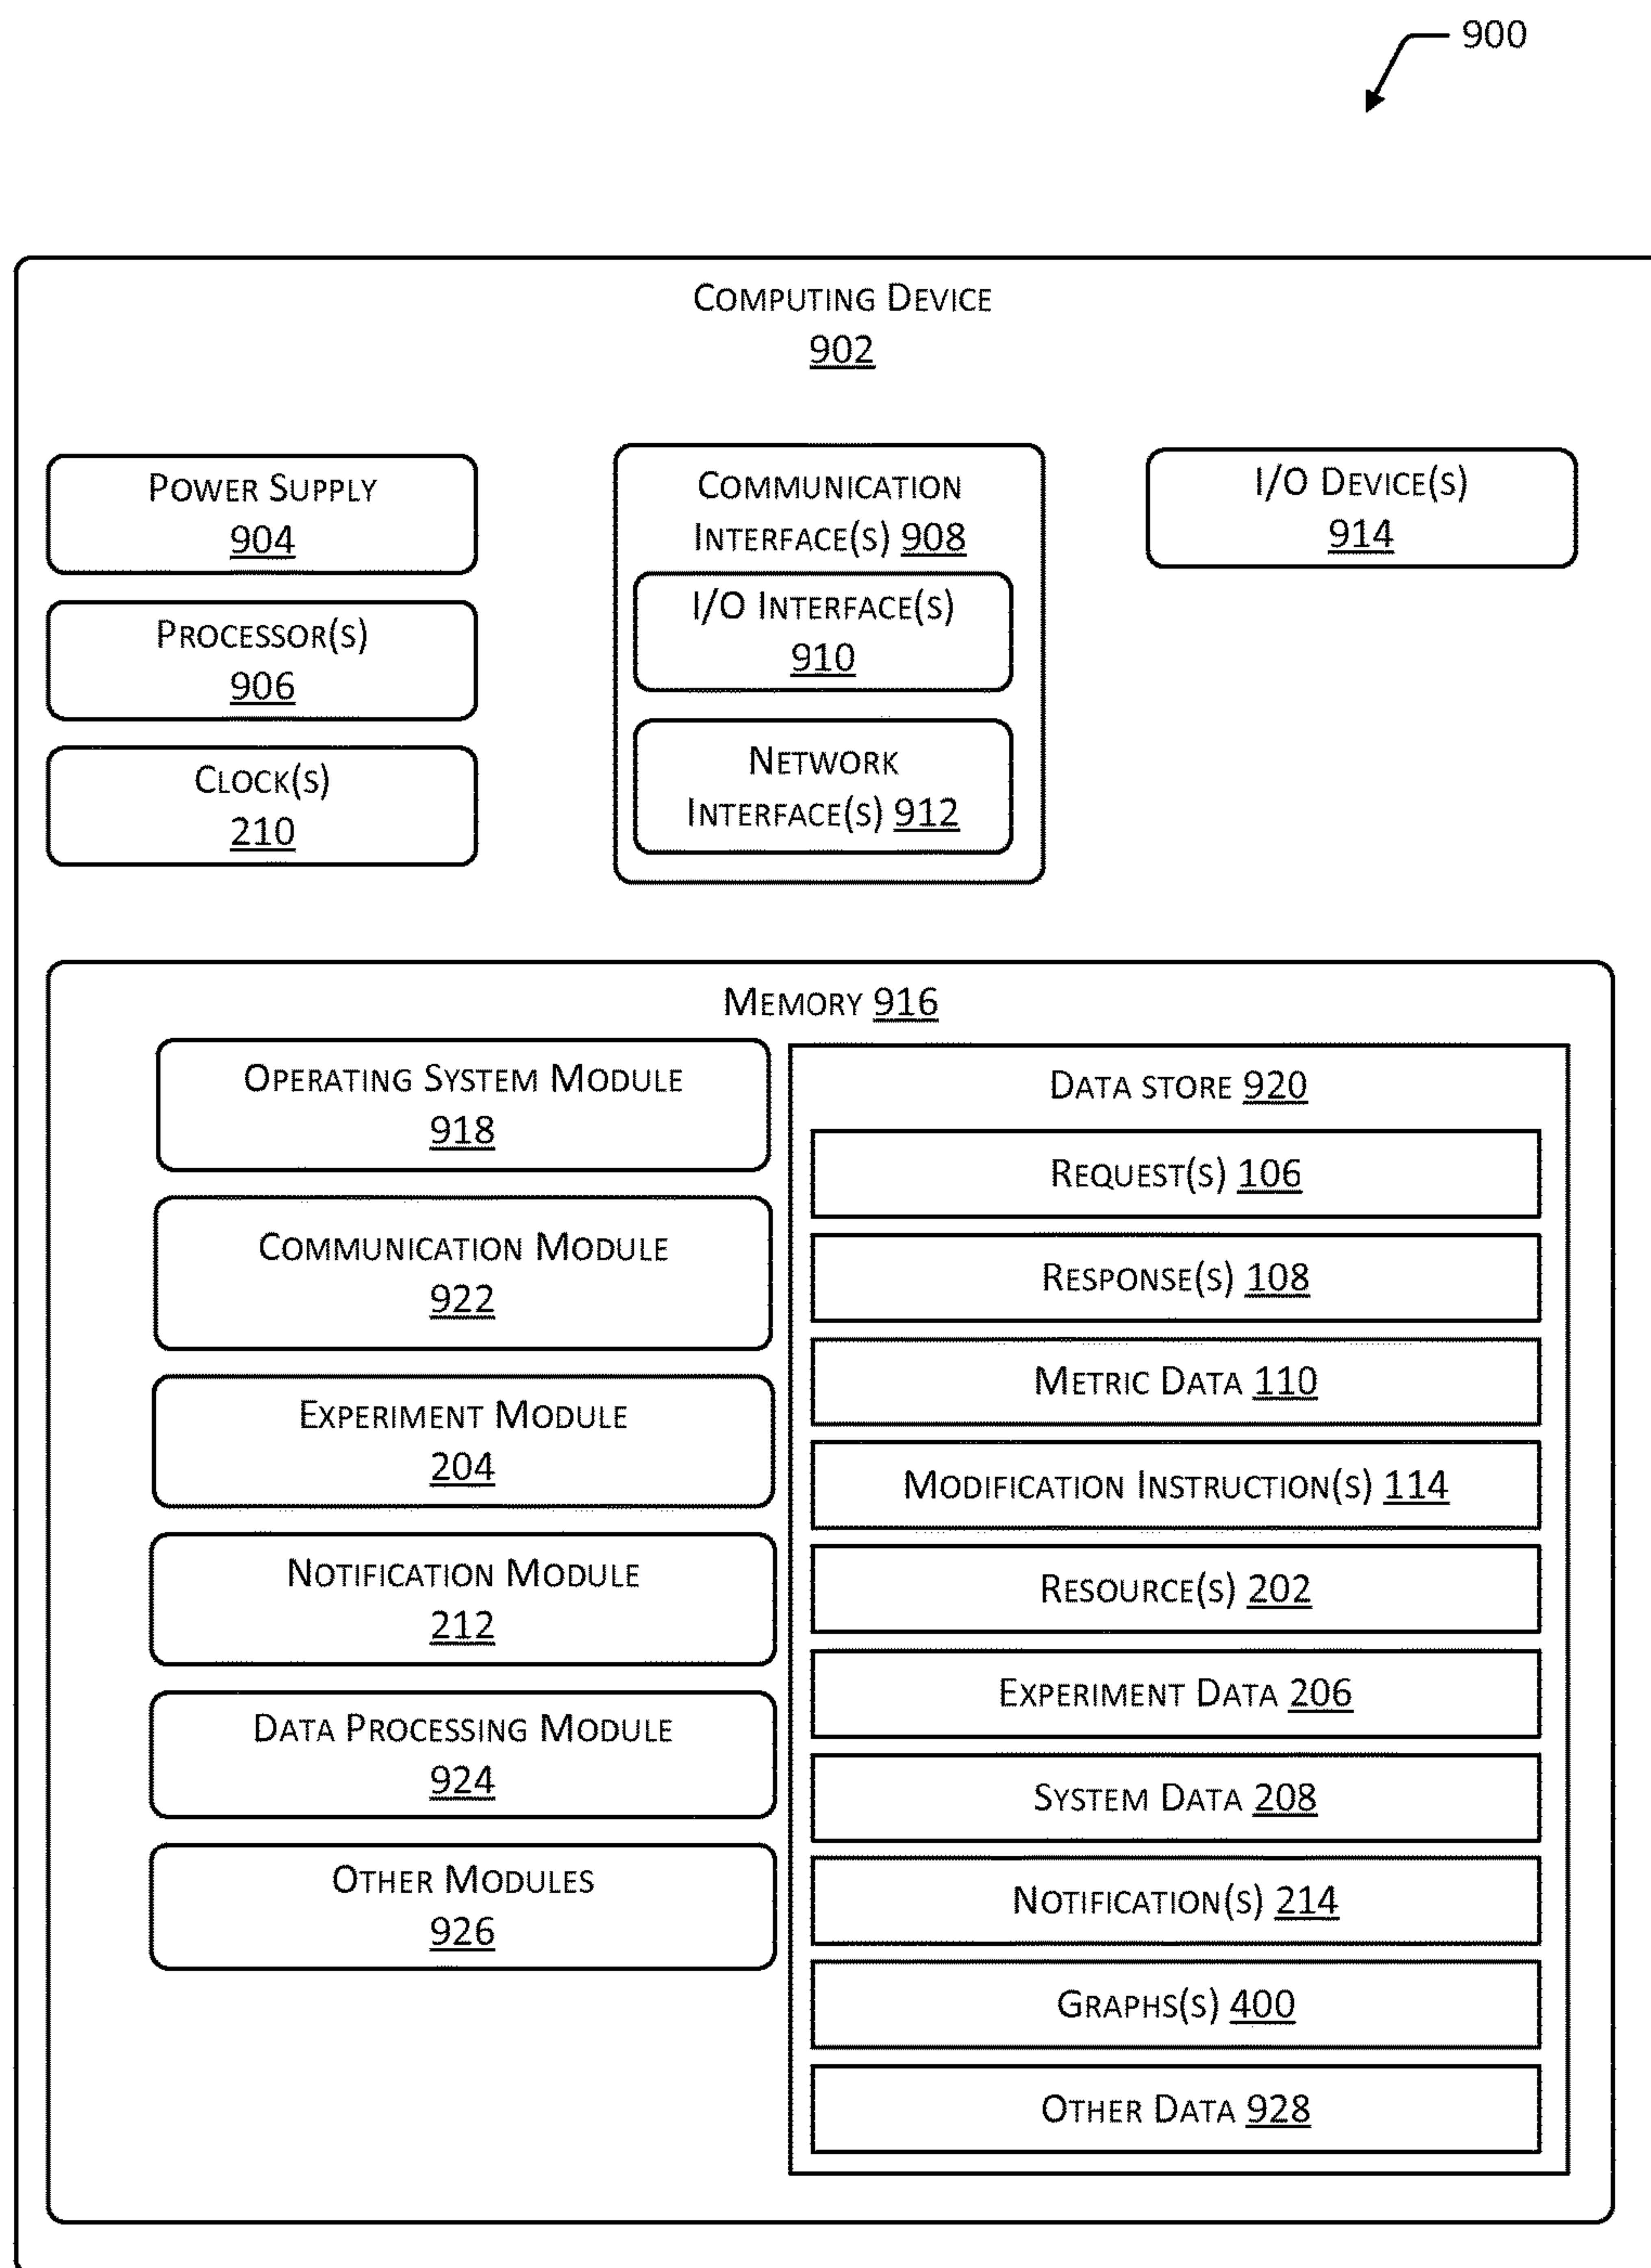 900
Computing Device
902
Power Supply
904
Processor(s)
906
Clock(s)
210
Communication
Interface(s) 908
I/O Interface(s)
910
Network
Interface(s) 912
I/O Device(s)
914
Memory 916
Operating System Module
918
Communication Module
922
Experiment Module
204
Notification Module
212
Data Processing Module
924
Other Modules
926
Data store 920
Request(s) 106
Response(s) 108
Metric Data 110
Modification Instruction(s) 114
Resource(s) 202
Experiment Data 206
System Data 208
Notification(s) 214
Graphs(s) 400
Other Data 928